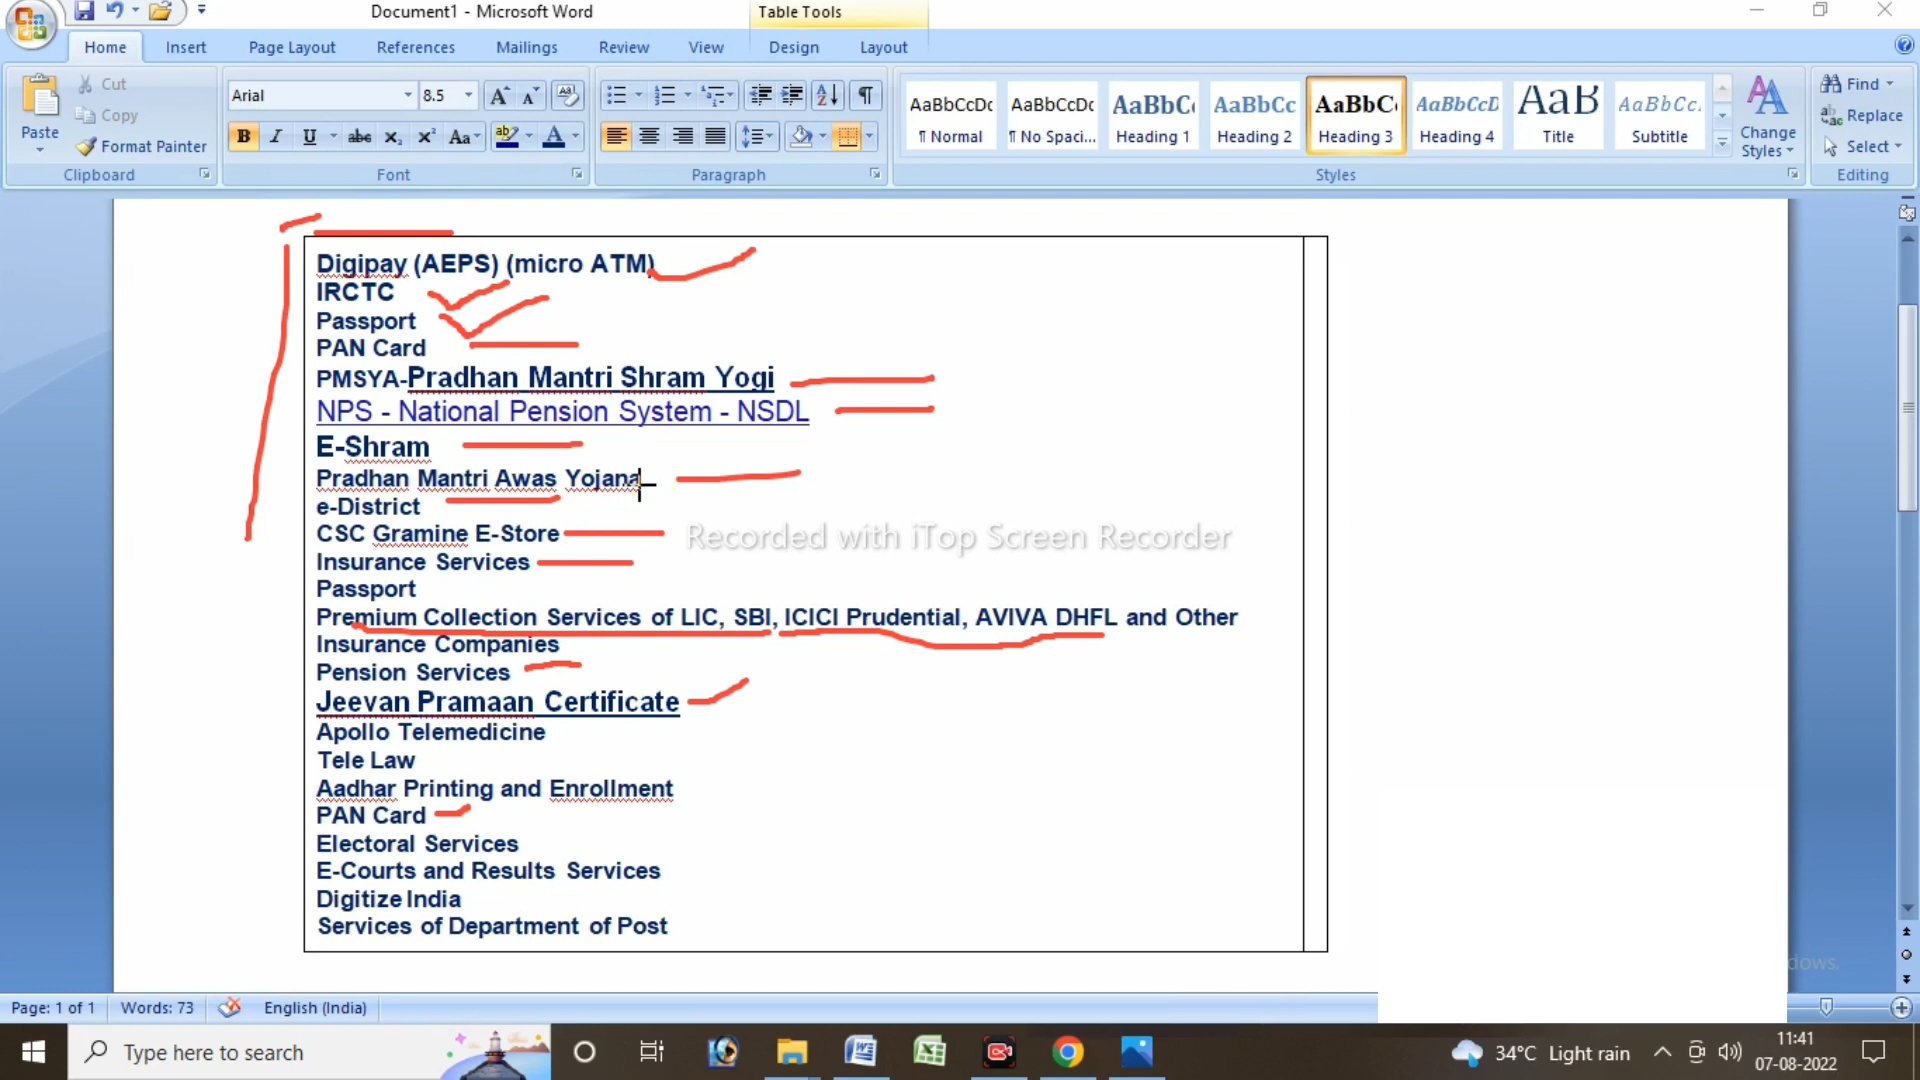 Document1 - Microsoft Word
Table Tools
Home Insert Page Layout References Mailings Review View Design Layout
Paste
Cut
Copy
Format Painter
Clipboard
Arial 8.5
Font
Paragraph
AaBbCcDc AaBbCcDc AaBbC AaBbCc AaBbC AaBbCcD AaB AaBbCc.
¶ Normal ¶ No Spaci... Heading 1 Heading 2 Heading 3 Heading 4 Title Subtitle
Change Styles
Styles
Find
Replace
Select
Editing
Digipay (AEPS) (micro ATM)
IRCTC
Passport
PAN Card
PMSYA-Pradhan Mantri Shram Yogi
NPS - National Pension System - NSDL
E-Shram
Pradhan Mantri Awas Yojana
e-District
CSC Gramine E-Store
Recorded with iTop Screen Recorder
Insurance Services
Passport
Premium Collection Services of LIC, SBI, ICICI Prudential, AVIVA DHFL and Other
Insurance Companies
Pension Services
Jeevan Pramaan Certificate
Apollo Telemedicine
Tele Law
Aadhar Printing and Enrollment
PAN Card
Electoral Services
E-Courts and Results Services
Digitize India
Services of Department of Post
dows.
Page: 1 of 1 Words: 73 English (India)
Type here to search
34°C Light rain
11:41
07-08-2022